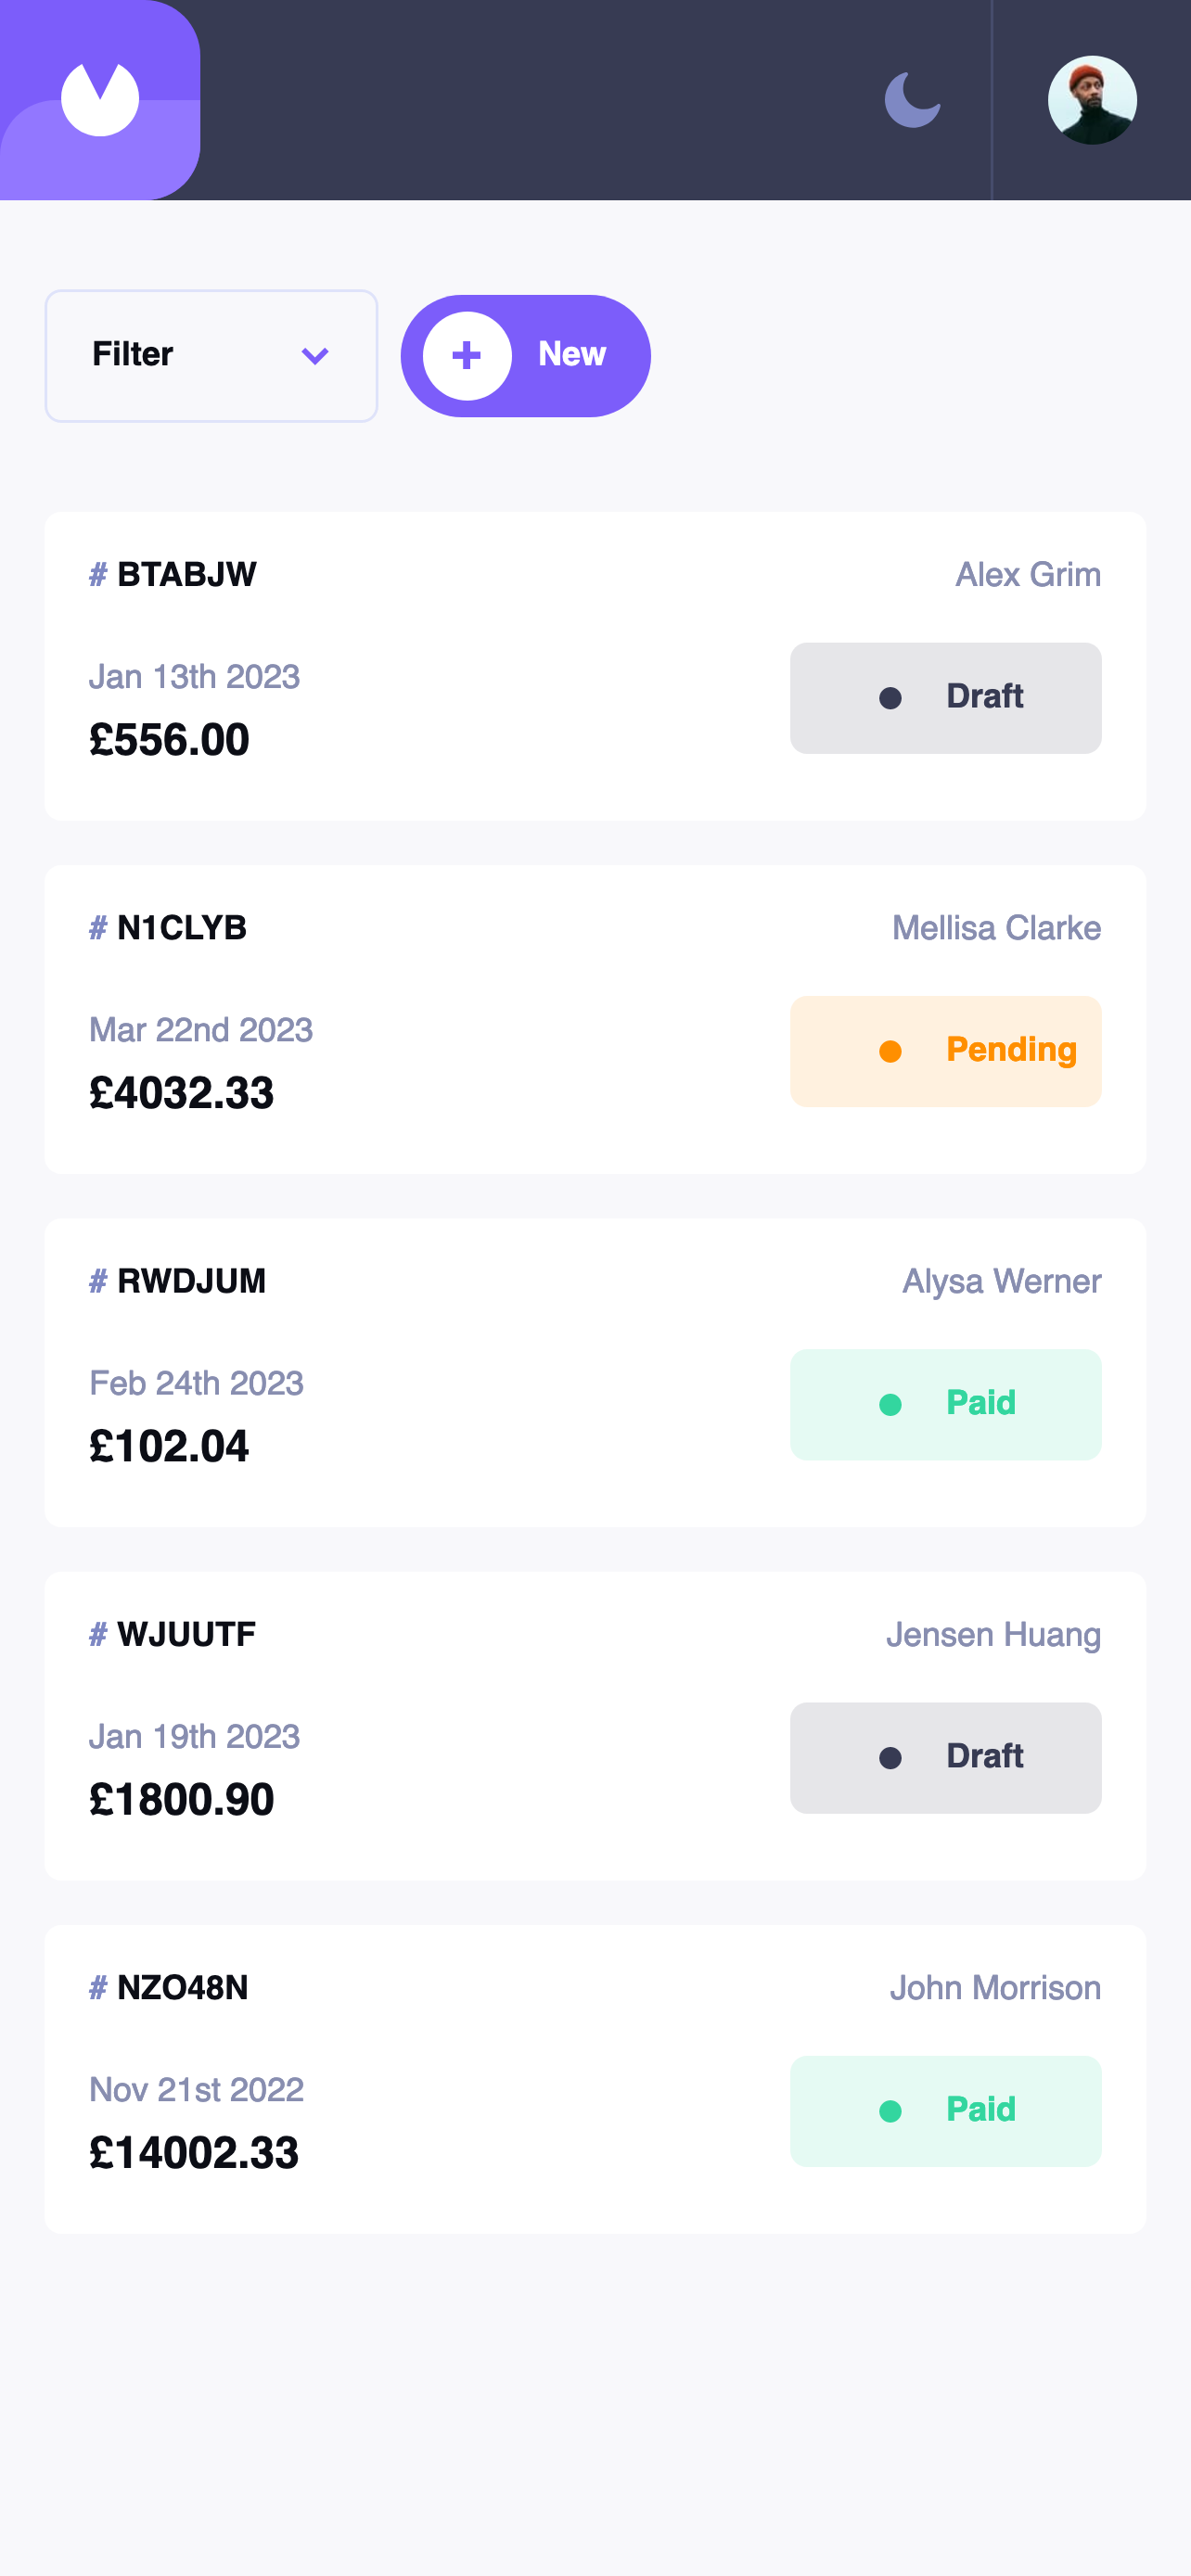 Filter
New
# BTABJW
Alex Grim
Jan 13th 2023
Draft
£556.00
# N1CLYB
Mellisa Clarke
Mar 22nd 2023
Pending
£4032.33
# RWDJUM
Alysa Werner
Feb 24th 2023
Paid
£102.04
# WJUUTF
Jensen Huang
Jan 19th 2023
Draft
£1800.90
# NZO48N
John Morrison
Nov 21st 2022
Paid
£14002.33